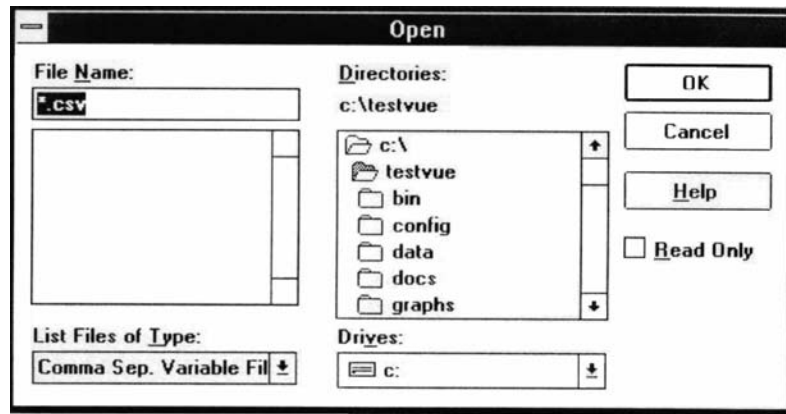 Open
File Name:
*.csv
List Files of Type:
Comma Sep. Variable Fil
Directories:
c:\testvue
c:\
testvue
bin
config
data
docs
graphs
Drives:
c:
OK
Cancel
Help
Read Only